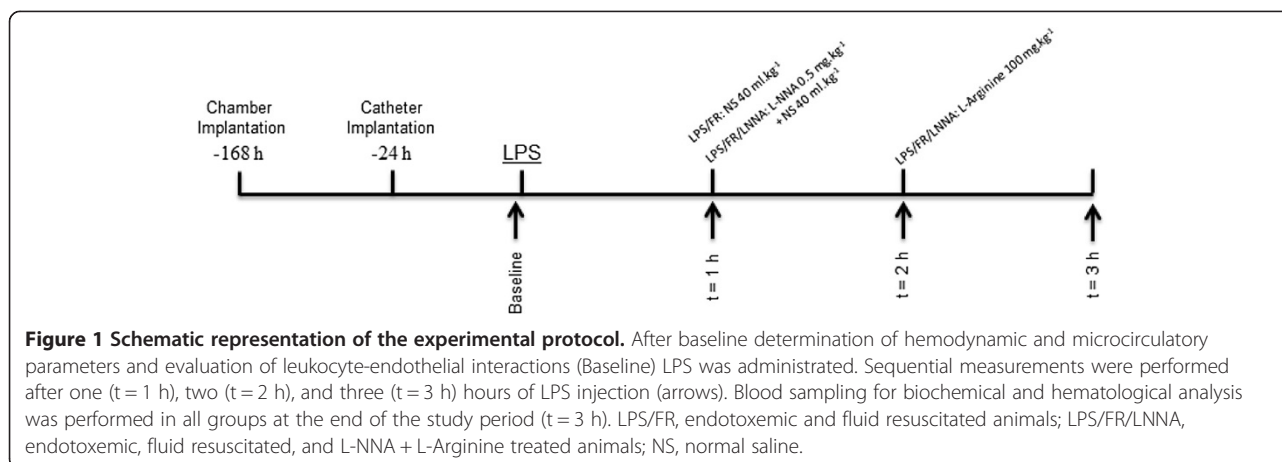 Chamber
Implantation
-168 h
Catheter
Implantation
-24 h
LPS
LPS/FR: NS 40 ml.kg-1
LPS/FR/LNNA: L-NNA 0.5 mg.kg-1
+ NS 40 ml.kg-1
LPS/FR/LNNA: L-Arginine 100 mg.kg-1
Baseline
t = 1 h
t = 2 h
t = 3 h
Figure 1 Schematic representation of the experimental protocol. After baseline determination of hemodynamic and microcirculatory
parameters and evaluation of leukocyte-endothelial interactions (Baseline) LPS was administrated. Sequential measurements were performed
after one (t = 1 h), two (t = 2 h), and three (t = 3 h) hours of LPS injection (arrows). Blood sampling for biochemical and hematological analysis
was performed in all groups at the end of the study period (t = 3 h). LPS/FR, endotoxemic and fluid resuscitated animals; LPS/FR/LNNA,
endotoxemic, fluid resuscitated, and L-NNA + L-Arginine treated animals; NS, normal saline.